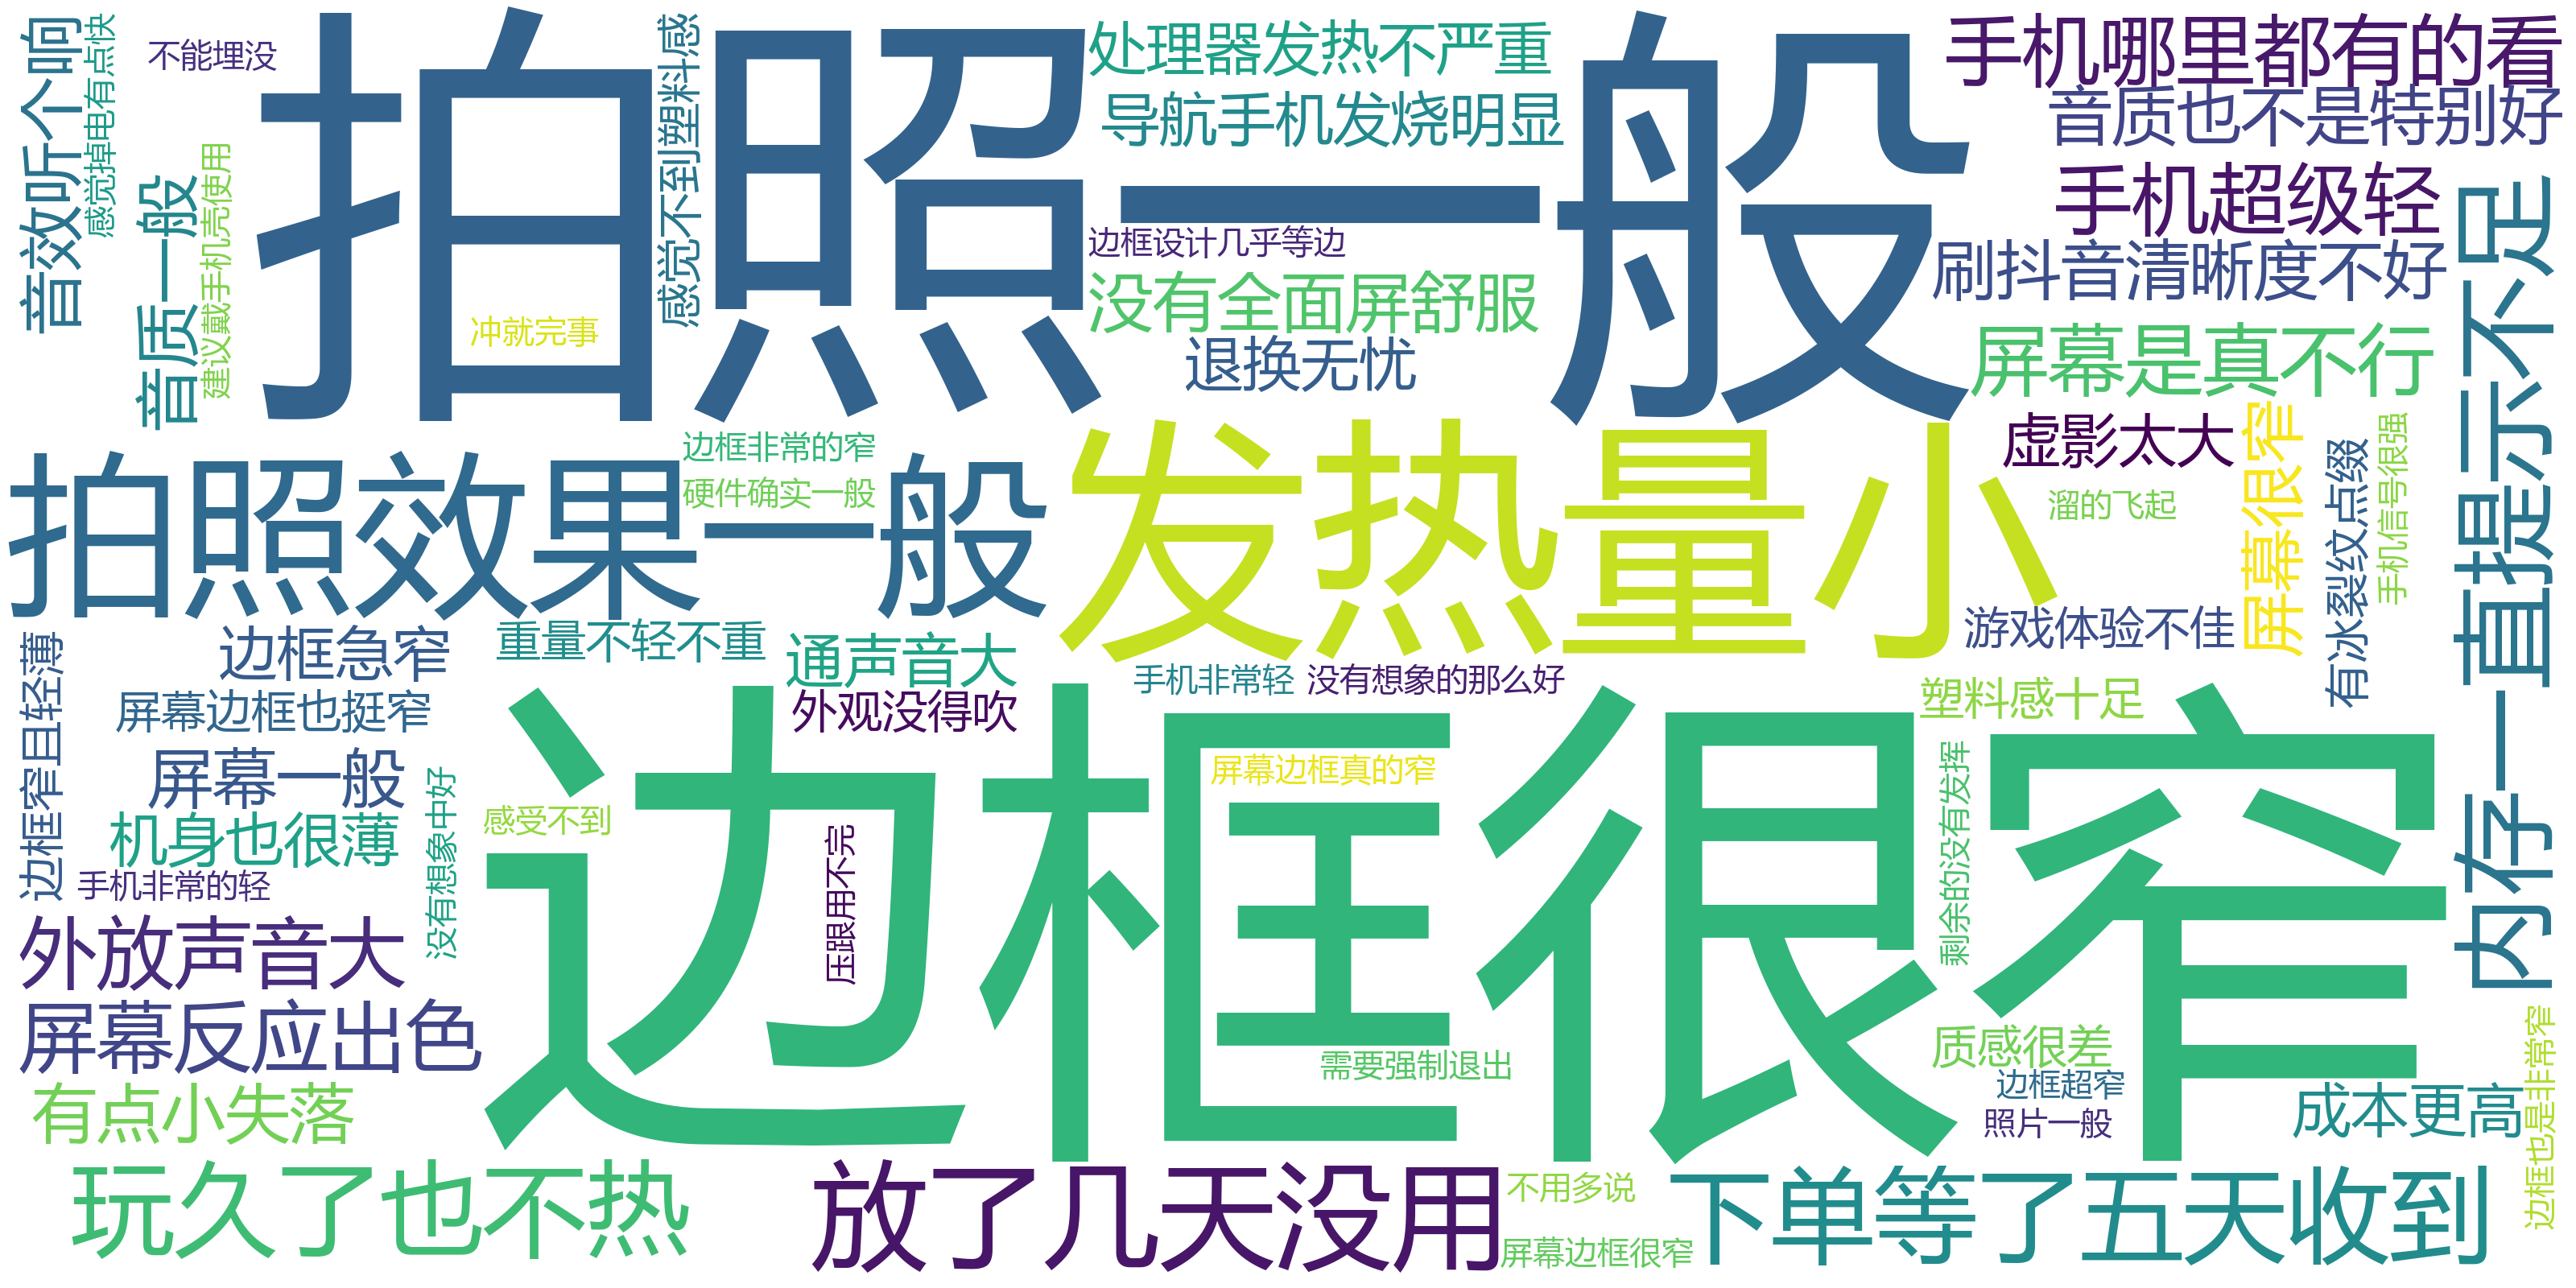 音效听个响
感觉掉电有点快
不能埋没
音质一般
建议戴手机壳使用
拍照一般
冲就完事
感觉不到塑料感
处理器发热不严重
导航手机发烧明显
边框设计几乎等边
没有全面屏舒服
退换无忧
手机哪里都有的看
音质也不是特别好
手机超级轻
刷抖音清晰度不好
屏幕是真不行
内存一直提示不足
虚影太大
屏幕很窄
有冰裂纹点缀
手机信号很强
溜的飞起
拍照效果一般
边框非常的窄
硬件确实一般
发热量小
游戏体验不佳
边框急窄
重量不轻不重
通声音大
手机非常轻
没有想象的那么好
外观没得吹
塑料感十足
边框窄且轻薄
屏幕边框也挺窄
屏幕一般
机身也很薄
手机非常的轻
没有想象中好
边框很窄
感受不到
压跟用不完
屏幕边框真的窄
剩余的没有发挥
外放声音大
屏幕反应出色
有点小失落
需要强制退出
质感很差
边框超窄
照片一般
成本更高
边框也是非常窄
玩久了也不热
放了几天没用
不用多说
屏幕边框很窄
下单等了五天收到